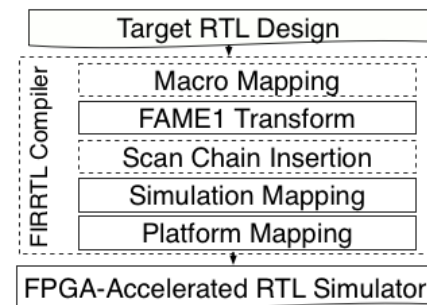 Target RTL Design
FIRRTL Compiler
Macro Mapping
FAME1 Transform
Scan Chain Insertion
Simulation Mapping
Platform Mapping
FPGA-Accelerated RTL Simulator